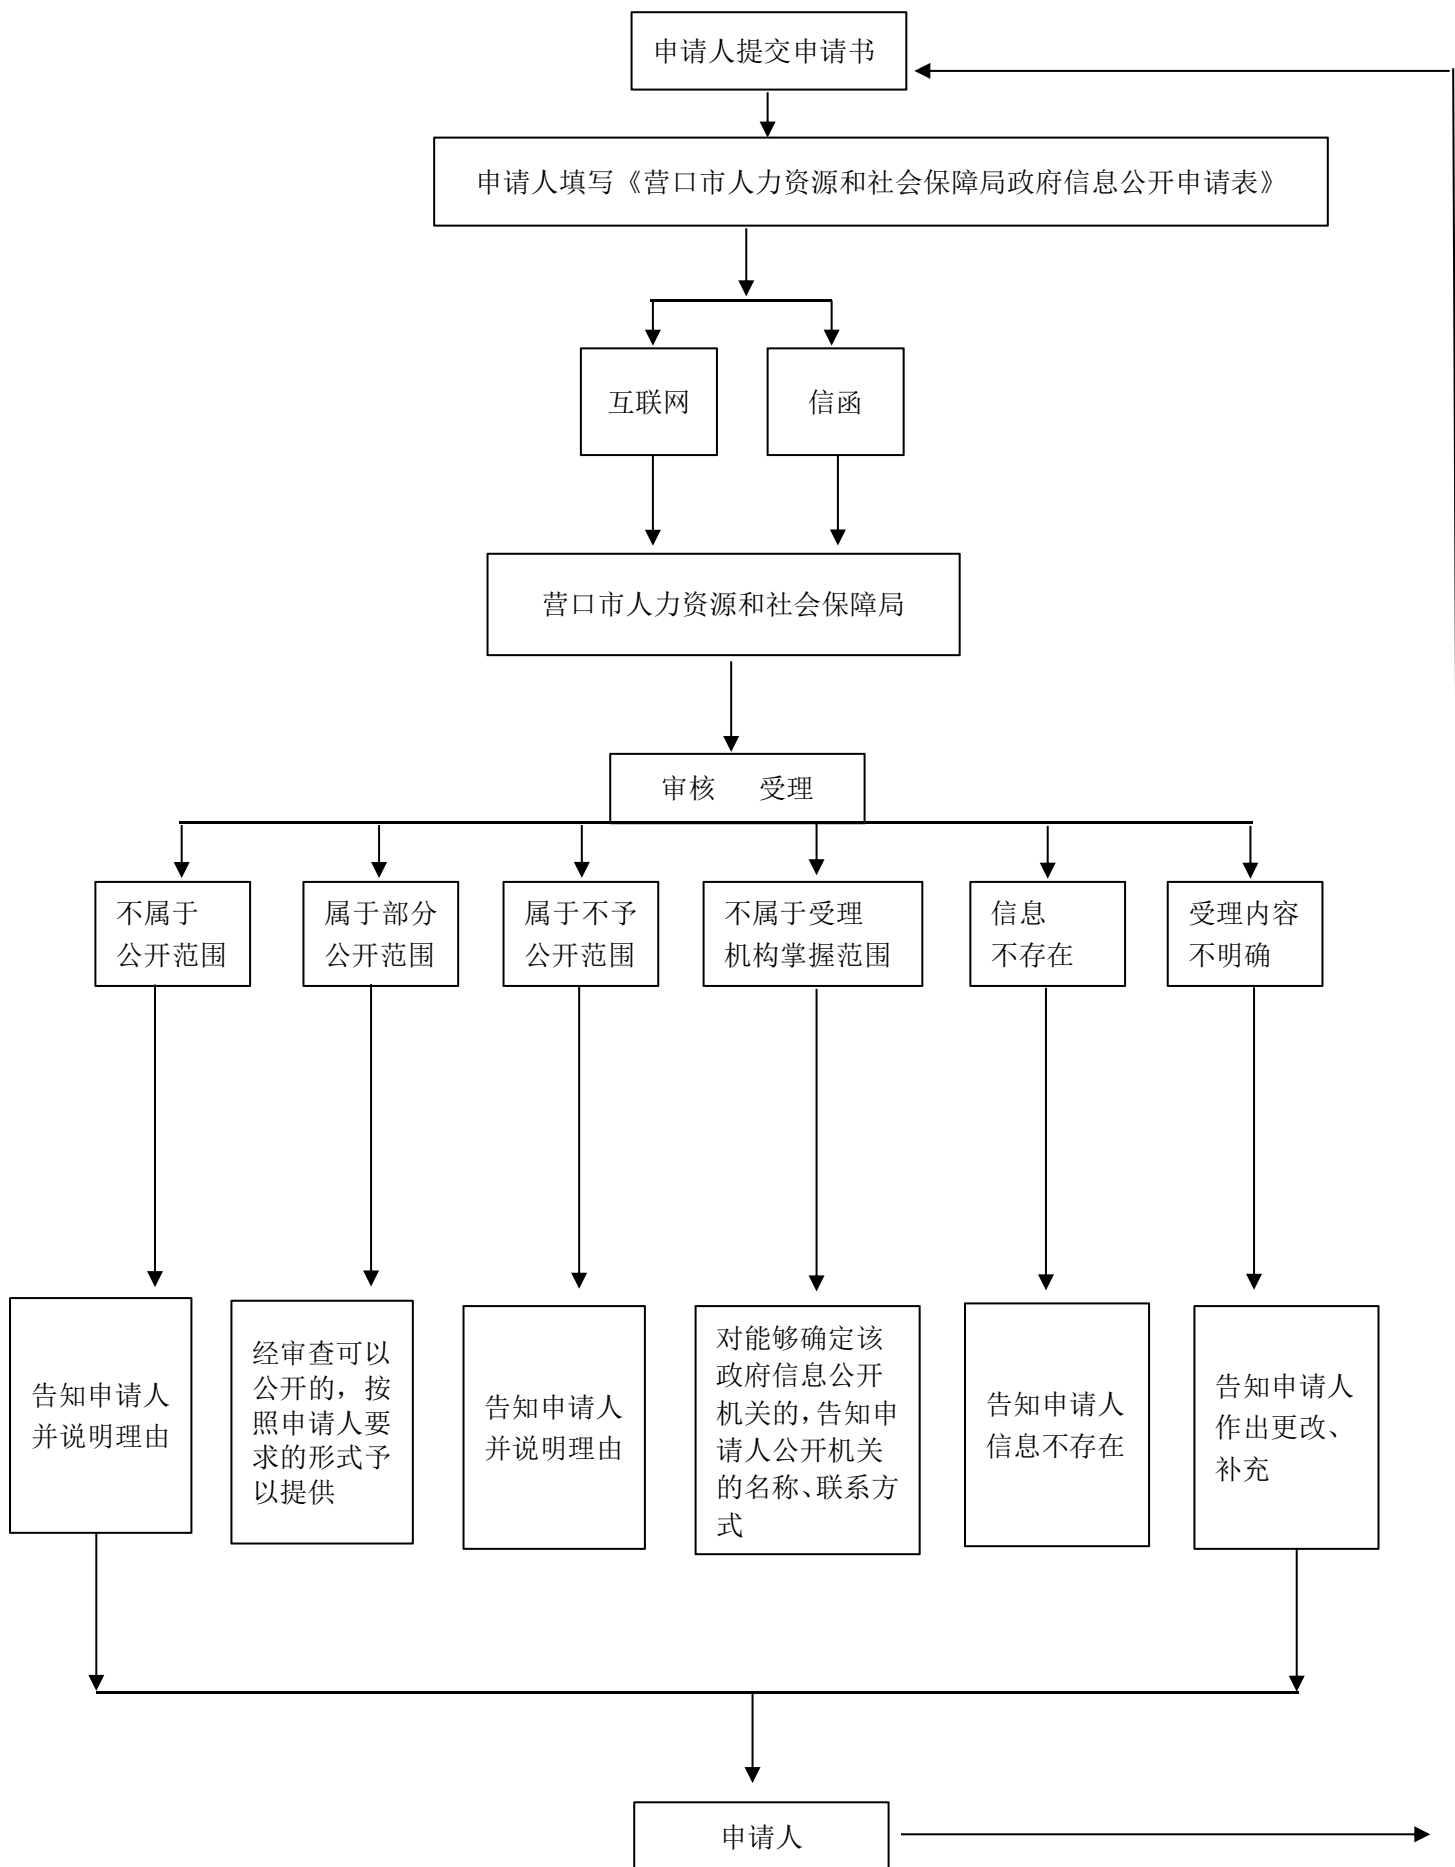 申请人提交申请书
申请人填写《营口市人力资源和社会保障局政府信息公开申请表》
互联网
信函
营口市人力资源和社会保障局
审核 受理
不属于
公开范围
属于部分
公开范围
属于不予
公开范围
不属于受理
机构掌握范围
信息
不存在
受理内容
不明确
告知申请人
并说明理由
经审查可以
公开的，按
照申请人要
求的形式予
以提供
告知申请人
并说明理由
对能够确定该
政府信息公开
机关的，告知申
请人公开机关
的名称、联系方
式
告知申请人
信息不存在
告知申请人
作出更改、
补充
申请人